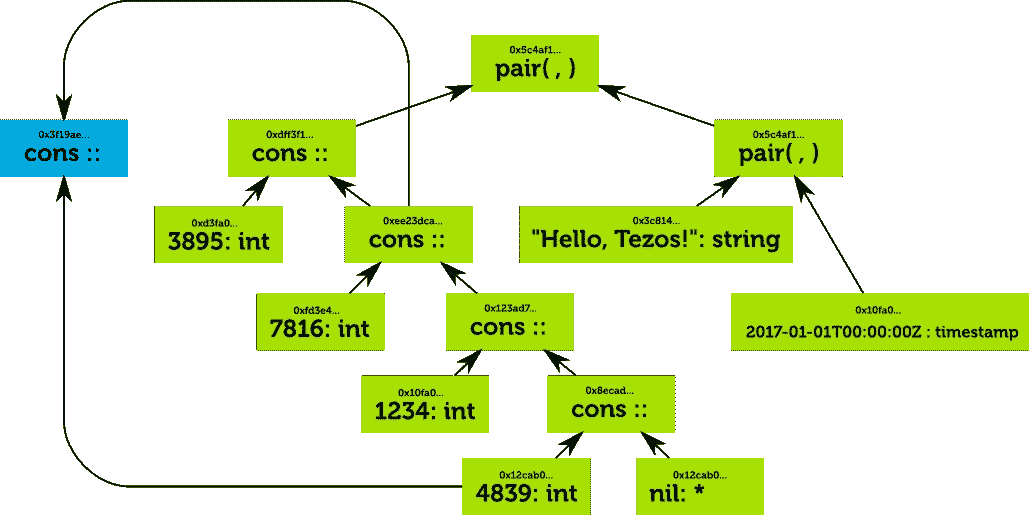 0x5c4af1...
pair( , )
0x3f19ae...
cons ::
0xdff3f1...
cons ::
0x5c4af1...
pair( , )
0xd3fa0...
3895: int
0xee23dca...
cons ::
0x3c814...
"Hello, Tezos!": string
0xfd3e4...
7816: int
0x123ad7...
cons ::
0x10fa0...
2017-01-01T00:00:00Z : timestamp
0x10fa0...
1234: int
0x8ecad...
cons ::
0x12cab0...
4839: int
0x12cab0...
nil: *